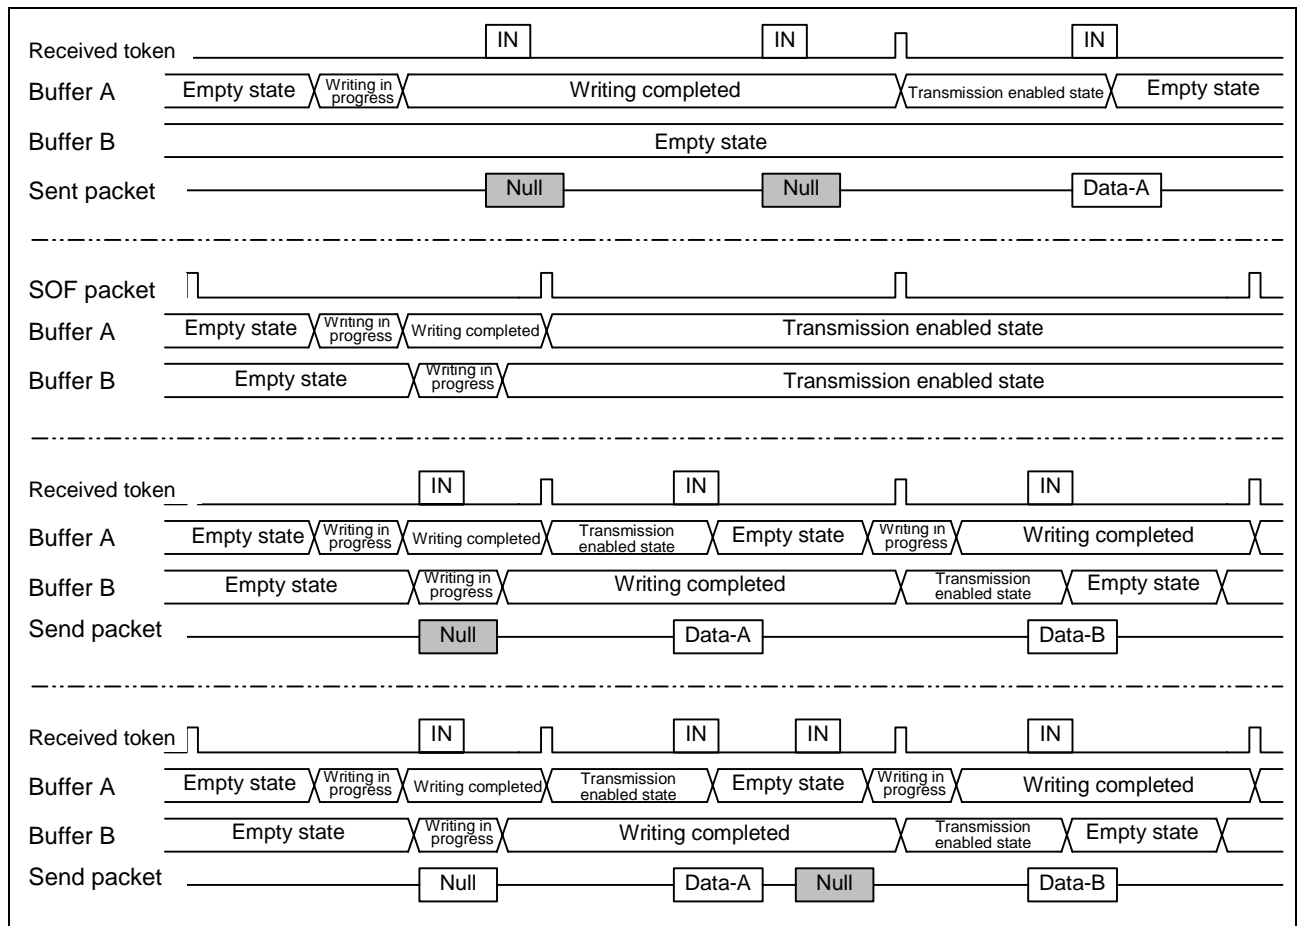 Received token IN IN IN
Buffer A Empty state Writing in progress Writing completed Transmission enabled state Empty state
Buffer B Empty state
Sent packet Null Null Data-A
SOF packet
Buffer A Empty state Writing in progress Writing completed Transmission enabled state
Buffer B Empty state Writing in progress Transmission enabled state
Received token IN IN IN
Buffer A Empty state Writing in progress Writing completed Transmission enabled state Empty state Writing in progress Writing completed
Buffer B Empty state Writing in progress Writing completed Transmission enabled state Empty state
Send packet Null Data-A Data-B
Received token IN IN IN IN
Buffer A Empty state Writing in progress Writing completed Transmission enabled state Empty state Writing in progress Writing completed
Buffer B Empty state Writing in progress Writing completed Transmission enabled state Empty state
Send packet Null Data-A Null Data-B